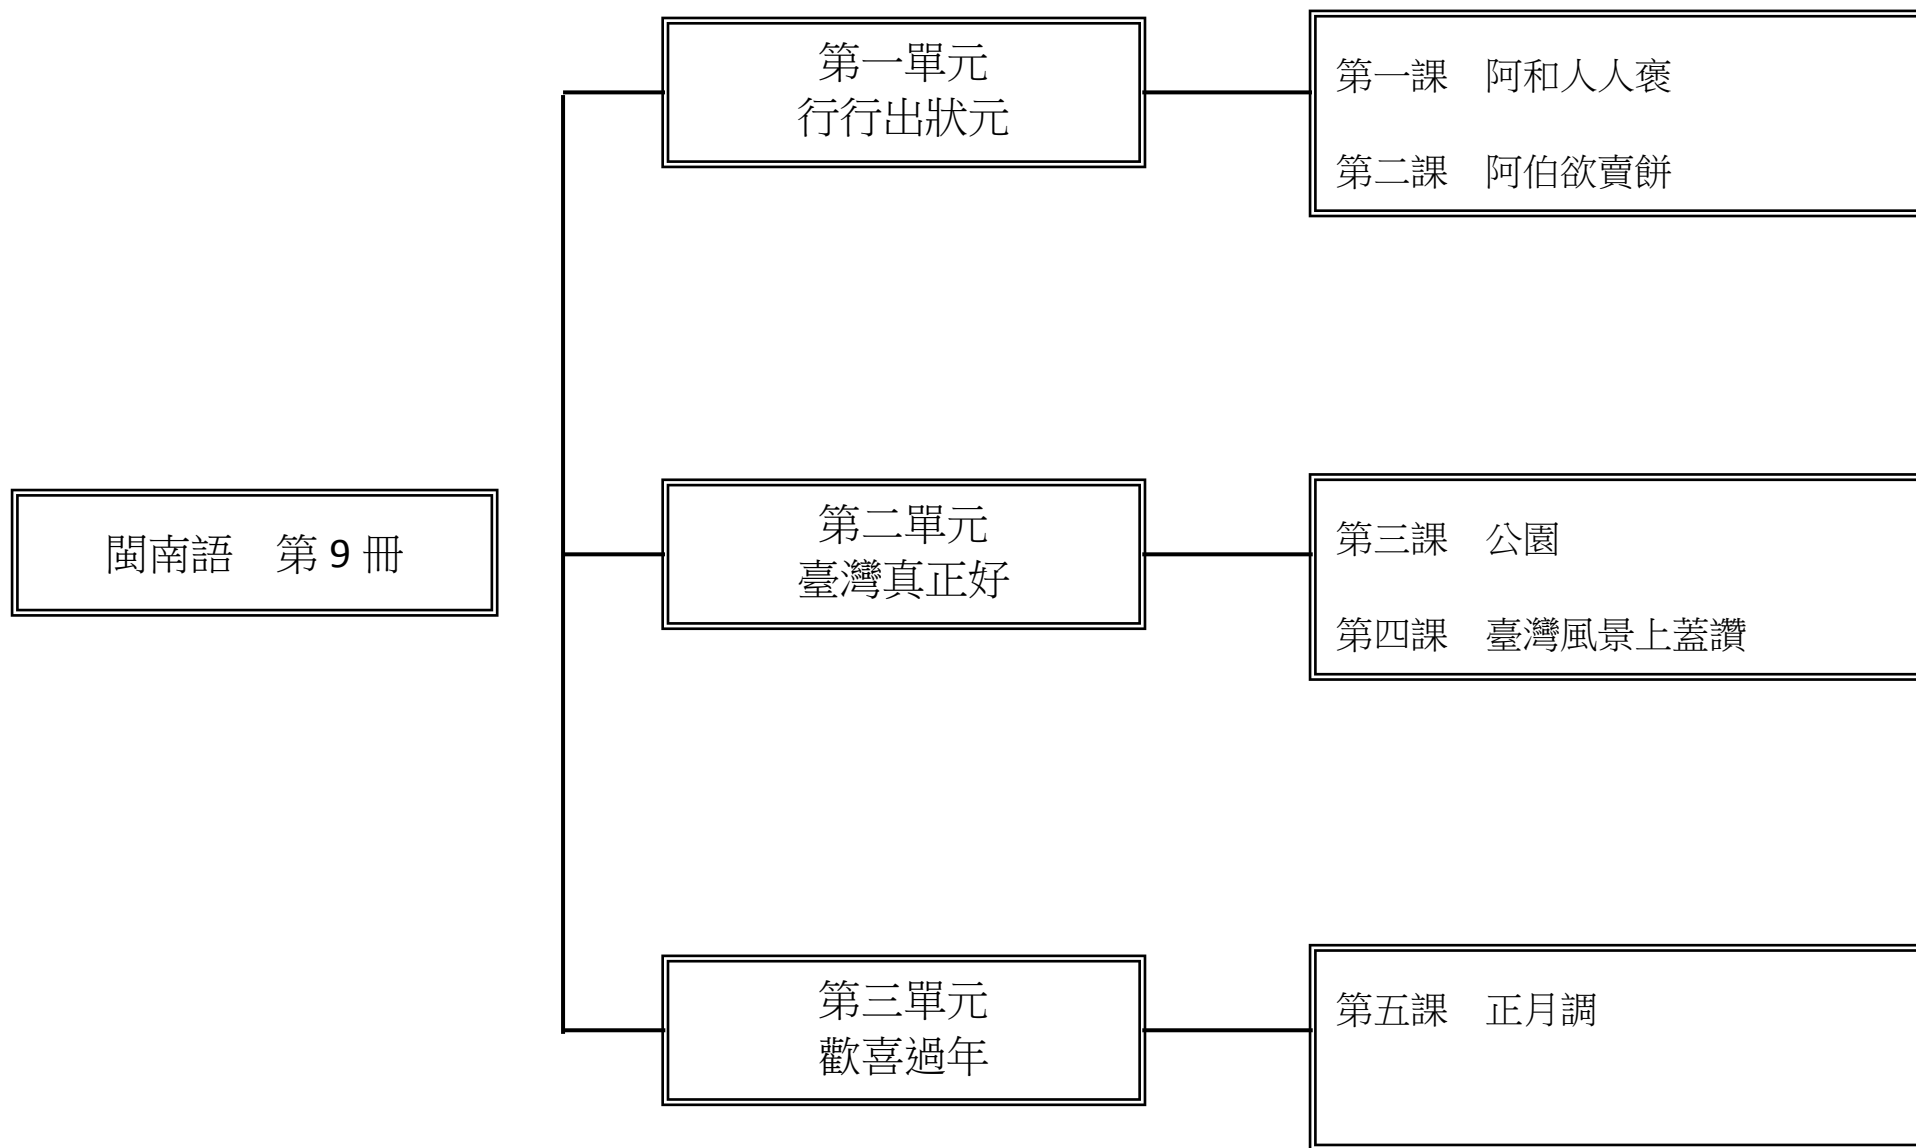 閩南語　第 9 冊
第一單元
行行出狀元
第一課　阿和人人褒
第二課　阿伯欲賣餅
第二單元
臺灣真正好
第三課　公園
第四課　臺灣風景上蓋讚
第三單元
歡喜過年
第五課　正月調